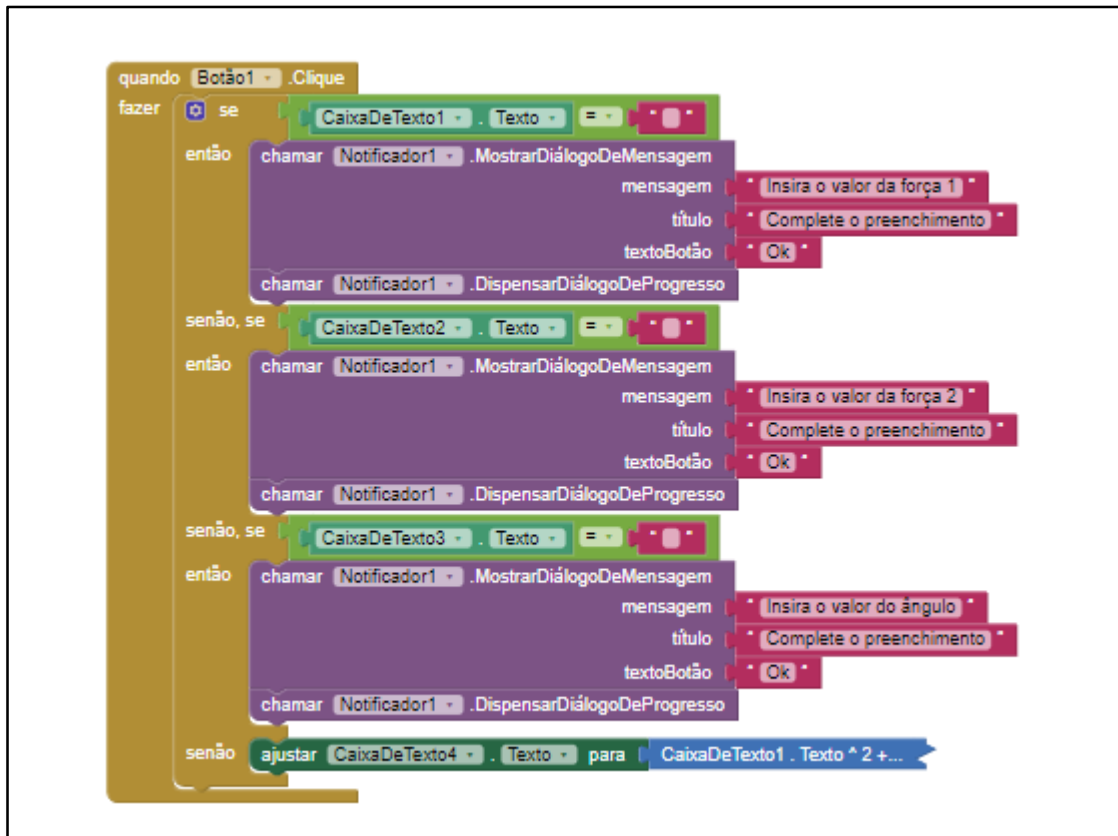 quando Botão1 .Clique
fazer se CaixaDeTexto1 . Texto = " "
então chamar Notificador1 .MostrarDiálogoDeMensagem
mensagem " Insira o valor da força 1 "
título " Complete o preenchimento "
textoBotão " Ok "
chamar Notificador1 .DispensarDiálogoDeProgresso
senão, se CaixaDeTexto2 . Texto = " "
então chamar Notificador1 .MostrarDiálogoDeMensagem
mensagem " Insira o valor da força 2 "
título " Complete o preenchimento "
textoBotão " Ok "
chamar Notificador1 .DispensarDiálogoDeProgresso
senão, se CaixaDeTexto3 . Texto = " "
então chamar Notificador1 .MostrarDiálogoDeMensagem
mensagem " Insira o valor do ângulo "
título " Complete o preenchimento "
textoBotão " Ok "
chamar Notificador1 .DispensarDiálogoDeProgresso
senão ajustar CaixaDeTexto4 . Texto para CaixaDeTexto1 . Texto ^ 2 +...